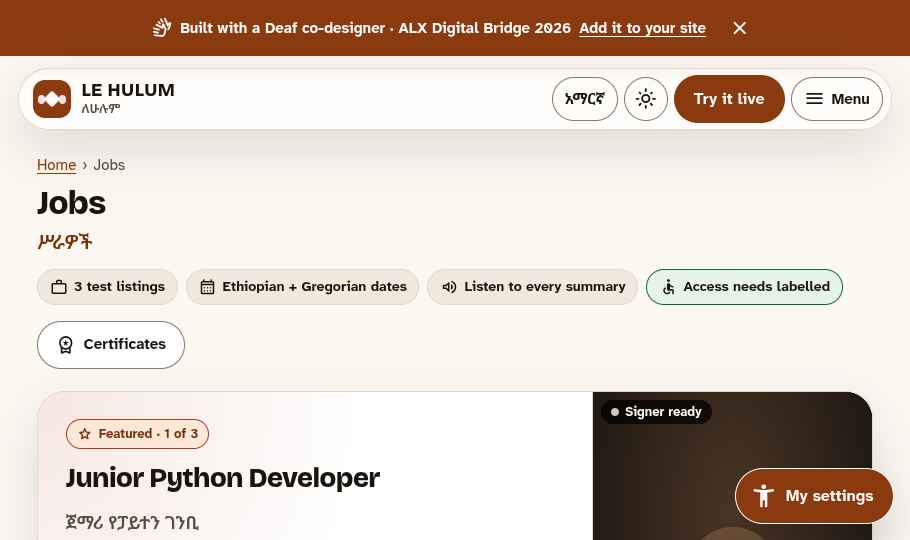 Built with a Deaf co-designer · ALX Digital Bridge 2026 Add it to your site
LE HULUM
ለሁሉም
አማርኛ
Try it live
Menu
Home › Jobs
Jobs
ሥራዎች
3 test listings
Ethiopian + Gregorian dates
Listen to every summary
Access needs labelled
Certificates
Featured · 1 of 3
Signer ready
Junior Python Developer
ጀማሪ የፓይተን ገንቢ
My settings